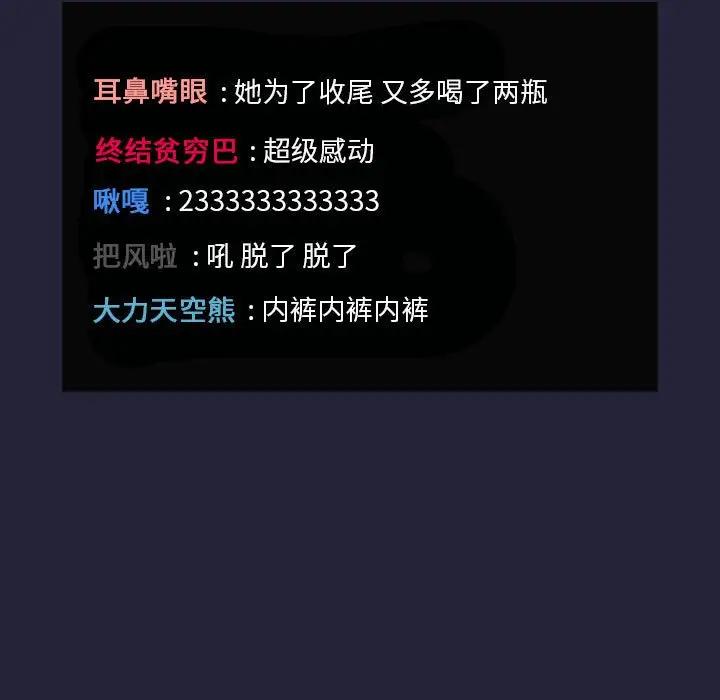 耳鼻嘴眼 : 她为了收尾 又多喝了两瓶
终结贫穷巴 : 超级感动
啾嘎 : 2333333333333
把风啦 : 吼 脱了 脱了
大力天空熊 : 内裤内裤内裤